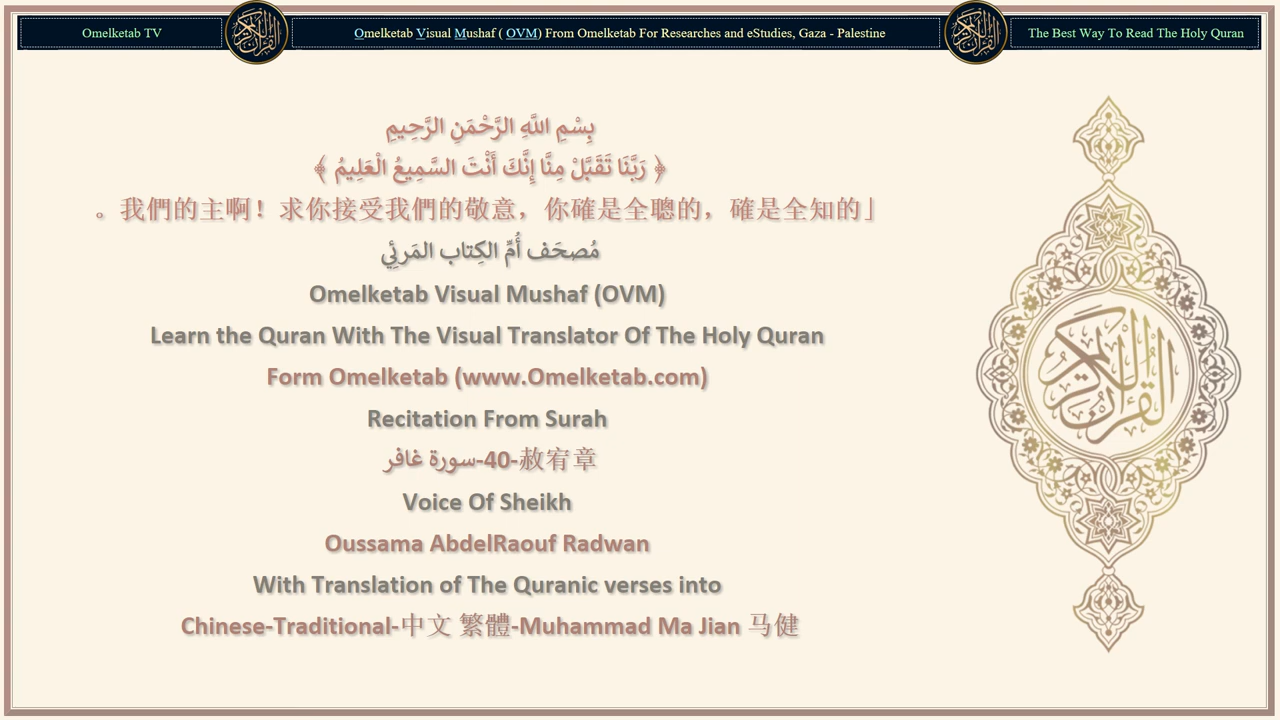 Omelketab TV
Omelketab Visual Mushaf ( OVM) From Omelketab For Researches and eStudies, Gaza - Palestine
The Best Way To Read The Holy Quran
بِسْمِ اللَّهِ الرَّحْمَنِ الرَّحِيمِ
﴿ رَبَّنَا تَقَبَّلْ مِنَّا إِنَّكَ أَنْتَ السَّمِيعُ الْعَلِيمُ ﴾
。我們的主啊！求你接受我們的敬意，你確是全聰的，確是全知的」
مُصحَف أُمِّ الكِتاب المَرئِي
Omelketab Visual Mushaf (OVM)
Learn the Quran With The Visual Translator Of The Holy Quran
Form Omelketab (www.Omelketab.com)
Recitation From Surah
سورة غافر-40-赦宥章
Voice Of Sheikh
Oussama AbdelRaouf Radwan
With Translation of The Quranic verses into
Chinese-Traditional-中文 繁體-Muhammad Ma Jian 马健
القرآن الكريم